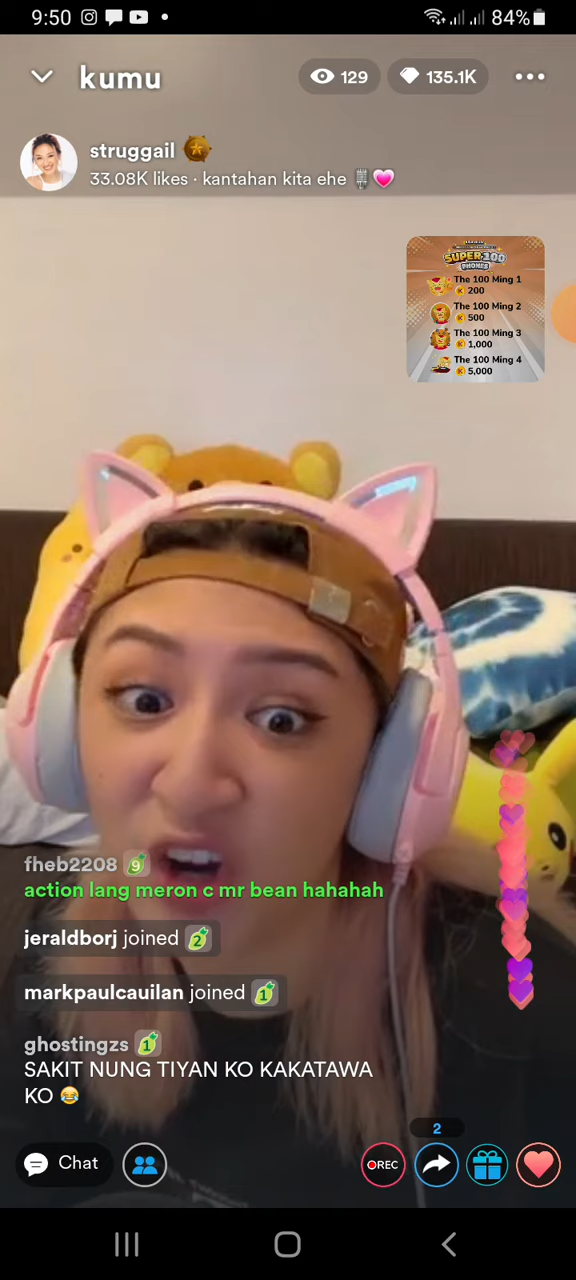 9:50
84%
kumu
129
135.1K
struggail
33.08K likes · kantahan kita ehe
SUPER 100
PHONES
The 100 Ming 1
200
The 100 Ming 2
500
The 100 Ming 3
1,000
The 100 Ming 4
5,000
fheb2208 9
action lang meron c mr bean hahahah
jeraldborj joined 2
markpaulcauilan joined 1
ghostingzs 1
SAKIT NUNG TIYAN KO KAKATAWA
KO 😂
2
Chat
REC